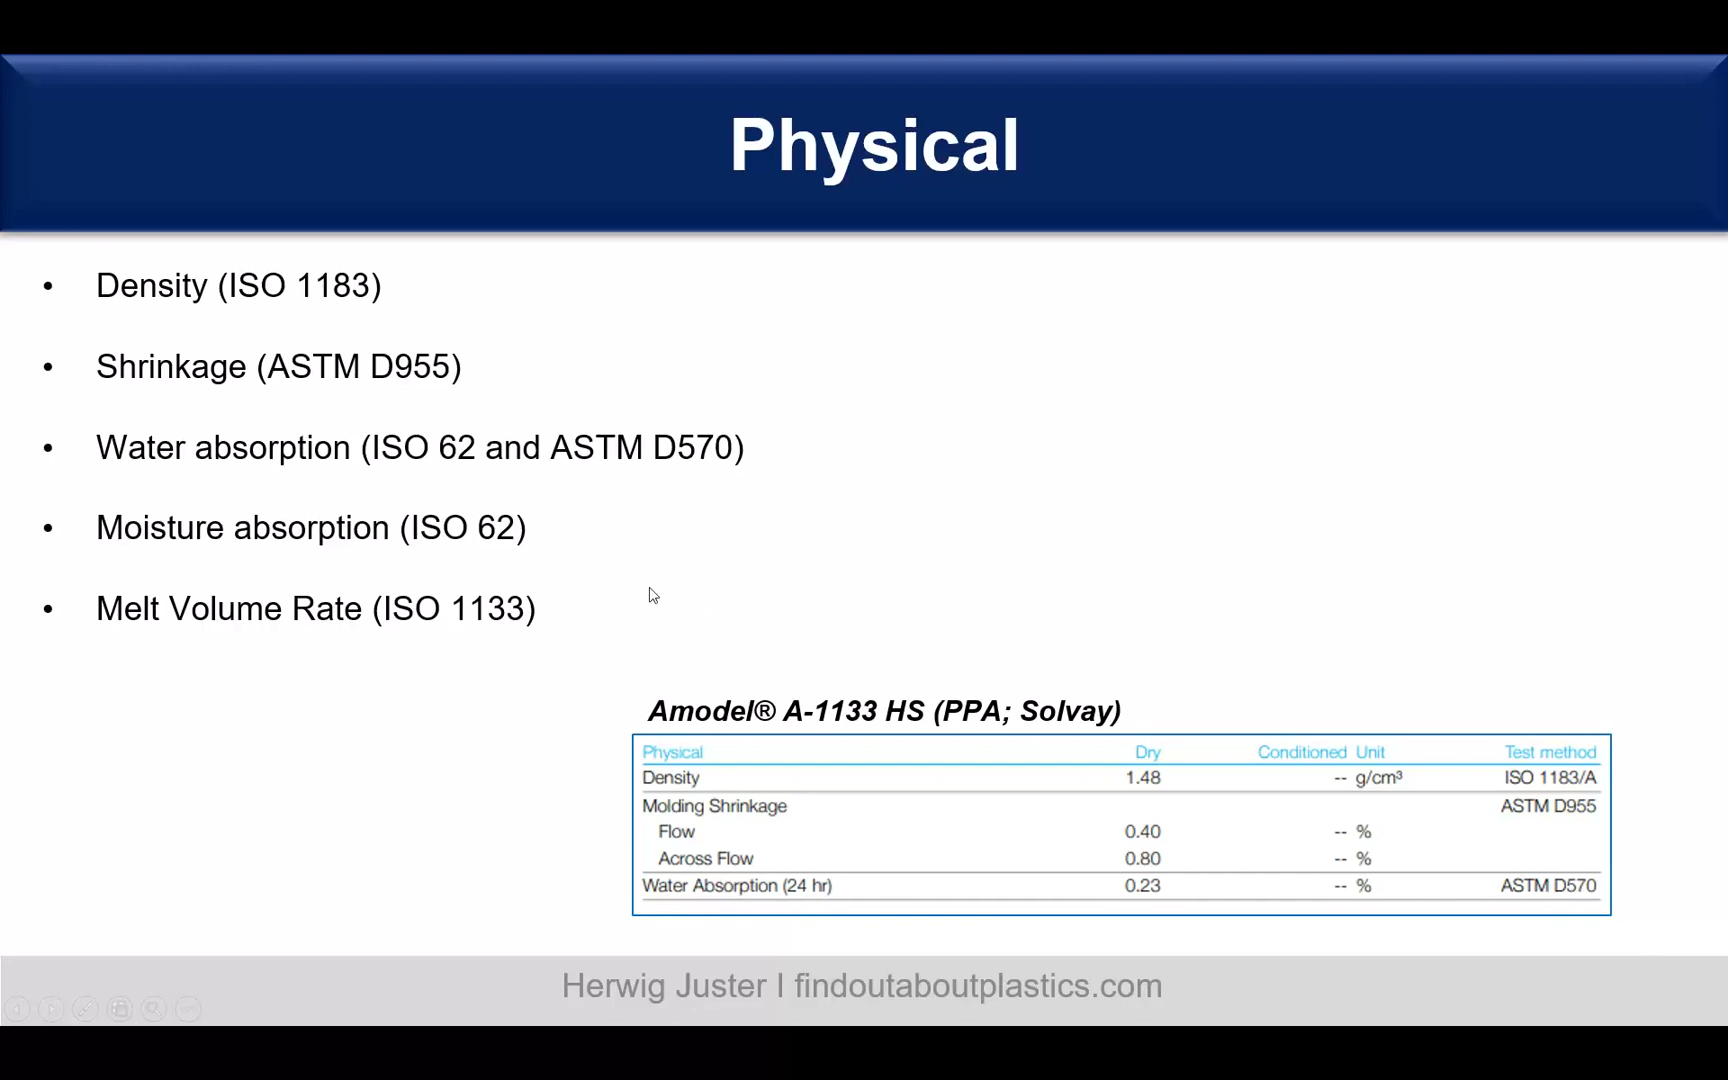 Physical
• Density (ISO 1183)
• Shrinkage (ASTM D955)
• Water absorption (ISO 62 and ASTM D570)
• Moisture absorption (ISO 62)
• Melt Volume Rate (ISO 1133)
Amodel® A-1133 HS (PPA; Solvay)
Physical Dry Conditioned Unit Test method
Density 1.48 -- g/cm³ ISO 1183/A
Molding Shrinkage ASTM D955
Flow 0.40 -- %
Across Flow 0.80 -- %
Water Absorption (24 hr) 0.23 -- % ASTM D570
Herwig Juster I findoutaboutplastics.com